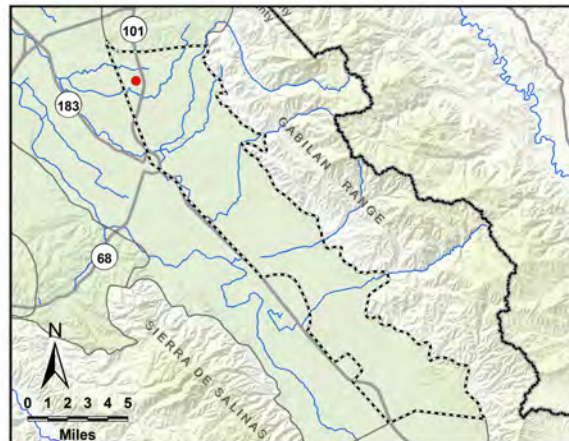 101
183
GABILAN RANGE
68
SIERRA DE SALINAS
N
0 1 2 3 4 5
Miles